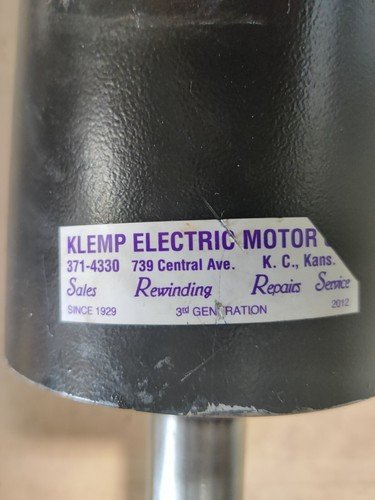 KLEMP ELECTRIC MOTOR
371-4330 739 Central Ave. K. C., Kans.
Sales Rewinding Repairs Service
SINCE 1929 3rd GENERATION 2012